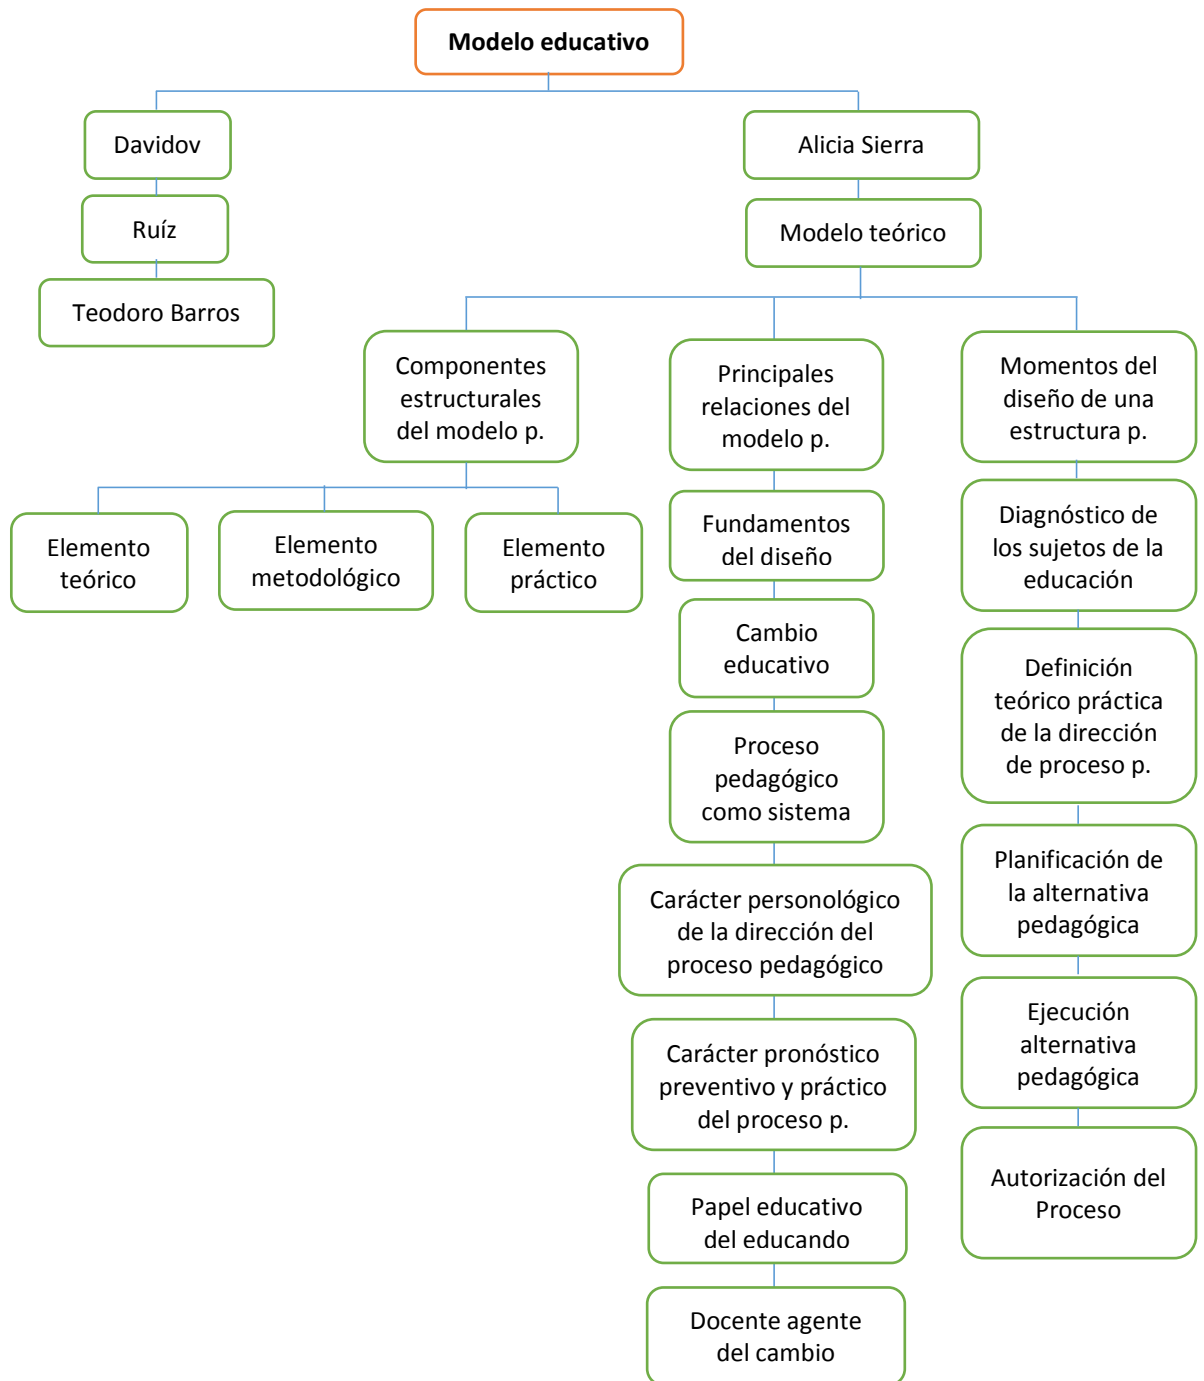 Modelo educativo
Davidov
Alicia Sierra
Ruíz
Modelo teórico
Teodoro Barros
Componentes
estructurales
del modelo p.
Principales
relaciones del
modelo p.
Momentos del
diseño de una
estructura p.
Elemento
teórico
Elemento
metodológico
Elemento
práctico
Fundamentos
del diseño
Cambio
educativo
Proceso
pedagógico
como sistema
Carácter personológico
de la dirección del
proceso pedagógico
Carácter pronóstico
preventivo y práctico
del proceso p.
Papel educativo
del educando
Docente agente
del cambio
Diagnóstico de
los sujetos de la
educación
Definición
teórico práctica
de la dirección
de proceso p.
Planificación de
la alternativa
pedagógica
Ejecución
alternativa
pedagógica
Autorización del
Proceso